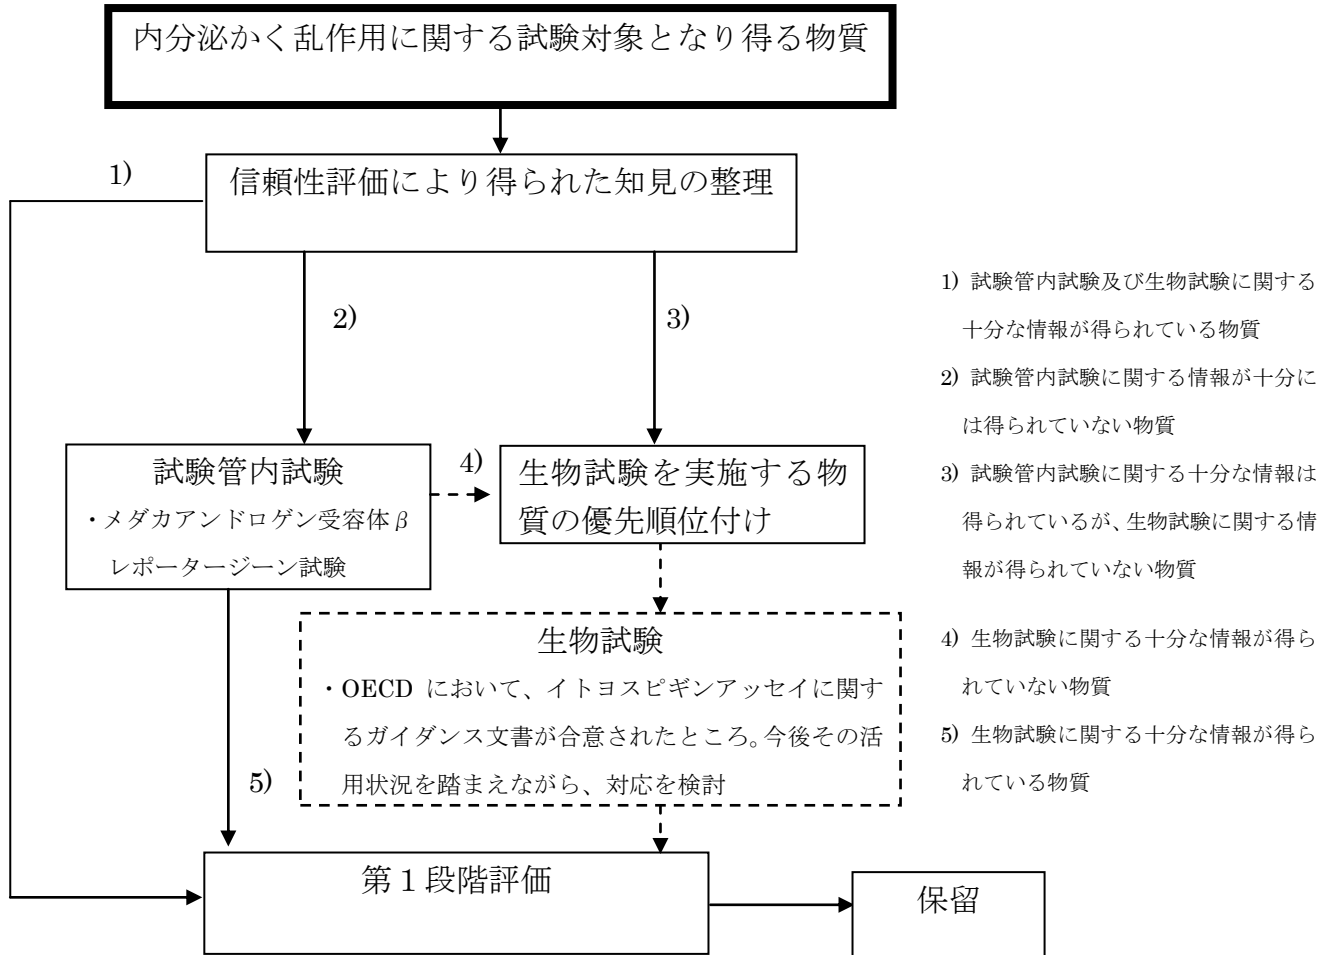 内分泌かく乱作用に関する試験対象となり得る物質
1)
信頼性評価により得られた知見の整理
2)
3)
試験管内試験
・メダカアンドロゲン受容体β
レポータージーン試験
4)
生物試験を実施する物
質の優先順位付け
生物試験
・OECD において、イトヨスピギンアッセイに関す
るガイダンス文書が合意されたところ。今後その活
用状況を踏まえながら、対応を検討
5)
第１段階評価
保留
1) 試験管内試験及び生物試験に関する
十分な情報が得られている物質
2) 試験管内試験に関する情報が十分に
は得られていない物質
3) 試験管内試験に関する十分な情報は
得られているが、生物試験に関する情
報が得られていない物質
4) 生物試験に関する十分な情報が得ら
れていない物質
5) 生物試験に関する十分な情報が得ら
れている物質